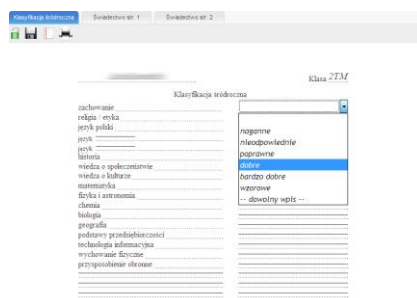 Klasyfikacja śródroczna Świadectwo str. 1 Świadectwo str. 2
Klasa 2TM
Klasyfikacja śródroczna
zachowanie
religia / etyka
język polski
język
język
historia
wiedza o społeczeństwie
wiedza o kulturze
matematyka
fizyka i astronomia
chemia
biologia
geografia
podstawy przedsiębiorczości
technologia informacyjna
wychowanie fizyczne
przysposobienie obronne
naganne
nieodpowiednie
poprawne
dobre
bardzo dobre
wzorowe
-- dowolny wpis --